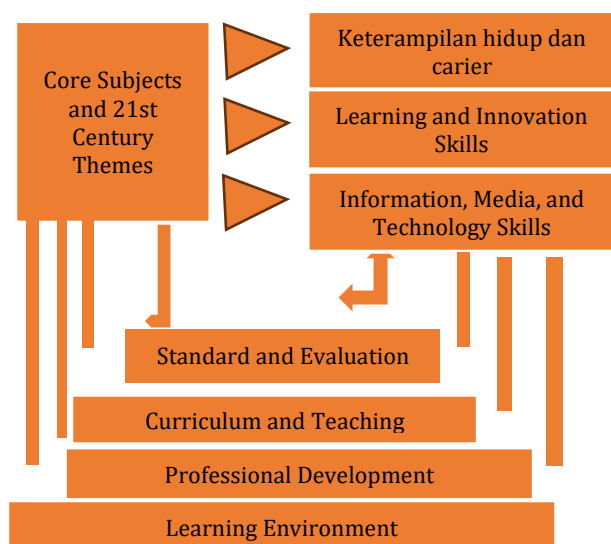 Core Subjects
and 21st
Century
Themes
Keterampilan hidup dan
carier
Learning and Innovation
Skills
Information, Media, and
Technology Skills
Standard and Evaluation
Curriculum and Teaching
Professional Development
Learning Environment